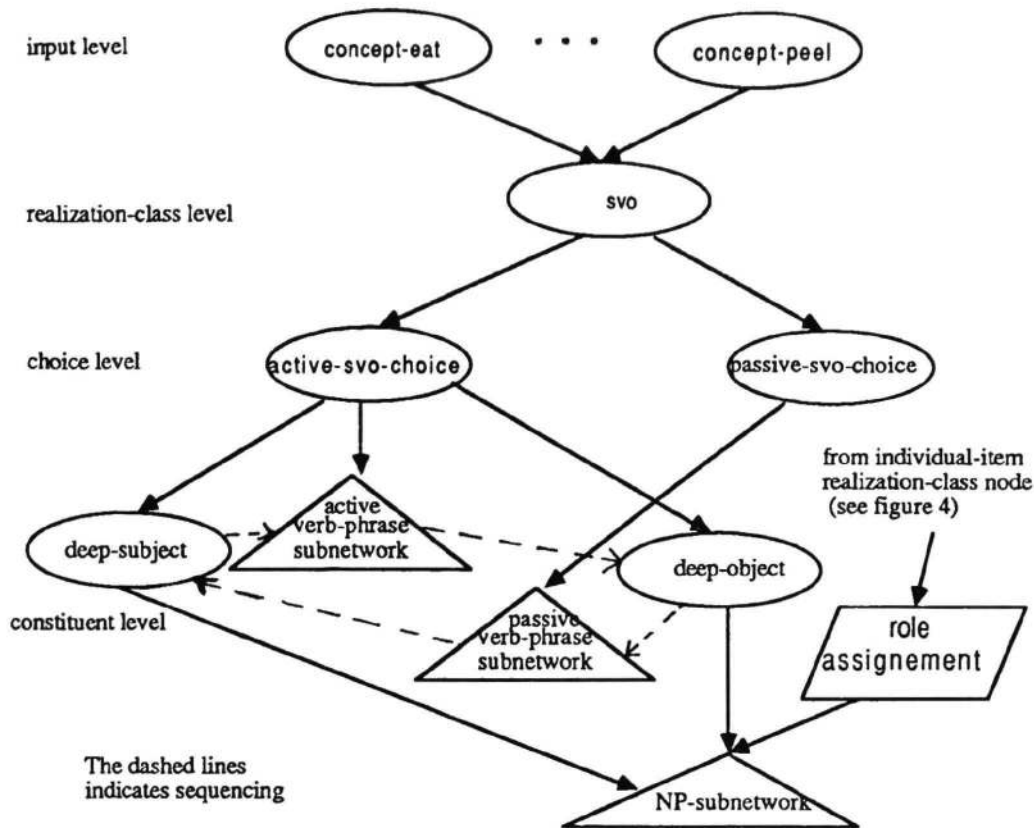 input level
concept-eat
• • •
concept-peel
realization-class level
svo
choice level
active-svo-choice
passive-svo-choice
from individual-item
realization-class node
(see figure 4)
active
verb-phrase
subnetwork
deep-subject
deep-object
constituent level
passive
verb-phrase
subnetwork
role
assignement
The dashed lines
indicates sequencing
NP-subnetwork